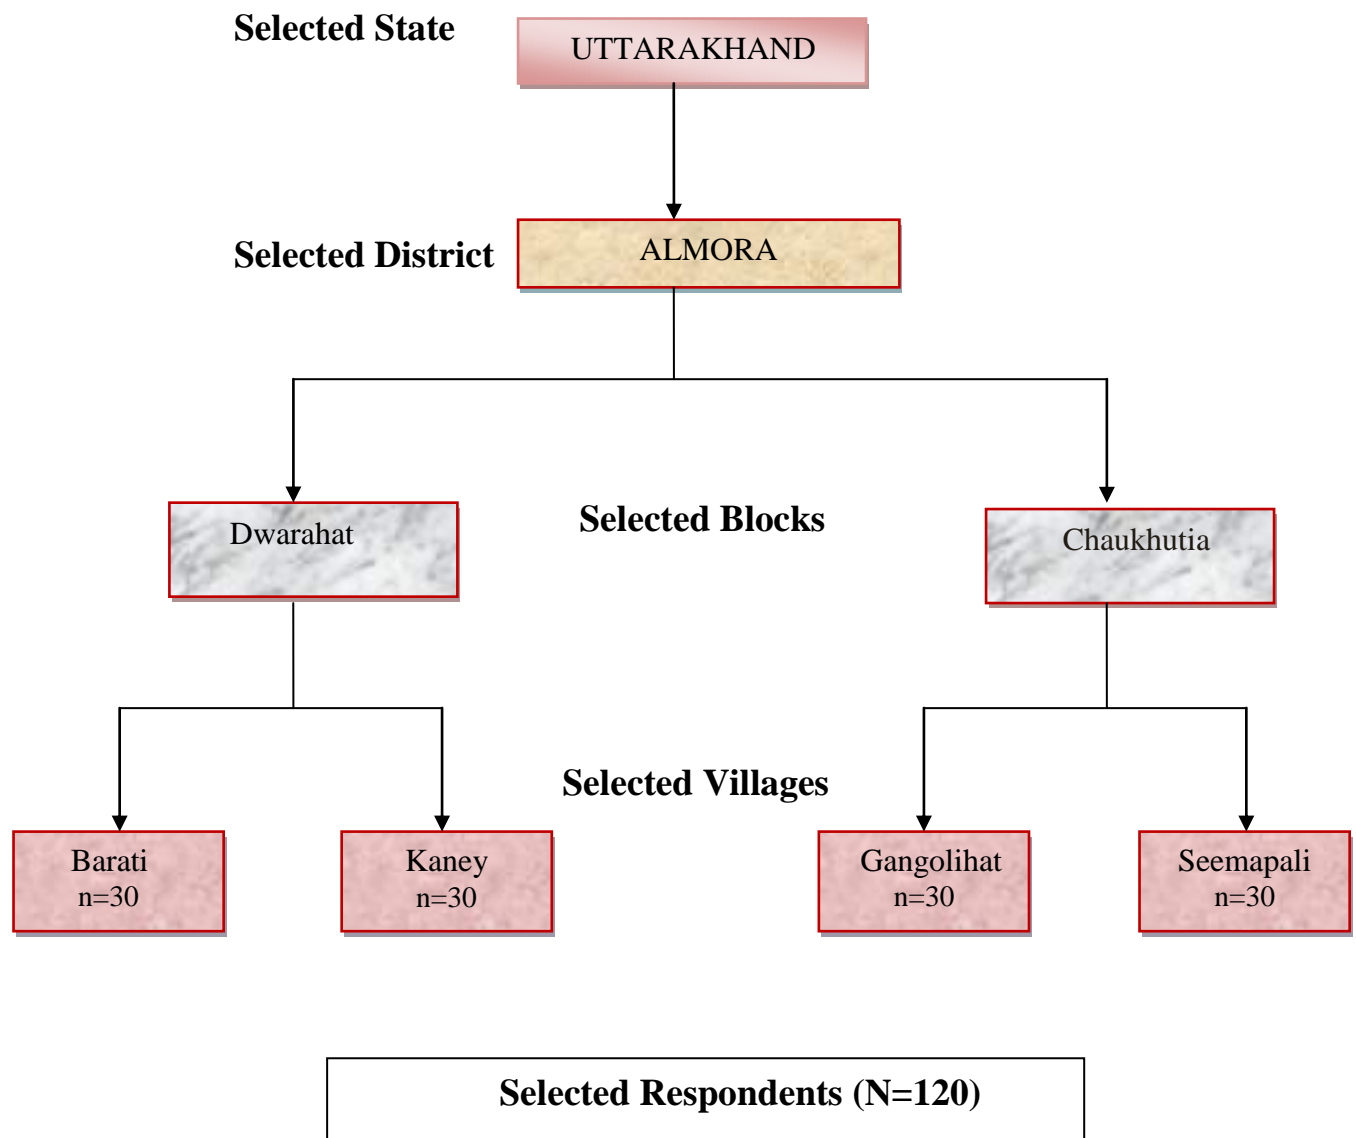 Selected State
UTTARAKHAND
Selected District
ALMORA
Dwarahat
Selected Blocks
Chaukhutia
Selected Villages
Barati
n=30
Kaney
n=30
Gangolihat
n=30
Seemapali
n=30
Selected Respondents (N=120)